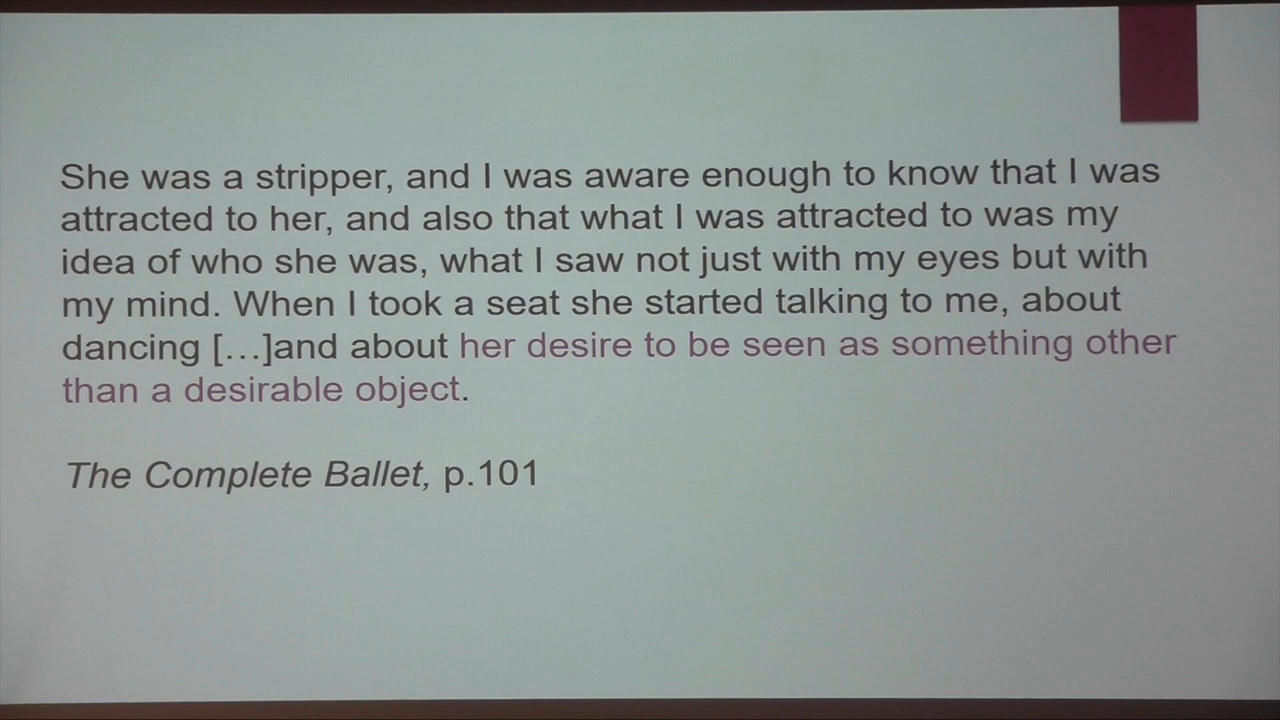 She was a stripper, and I was aware enough to know that I was
attracted to her, and also that what I was attracted to was my
idea of who she was, what I saw not just with my eyes but with
my mind. When I took a seat she started talking to me, about
dancing […]and about her desire to be seen as something other
than a desirable object.
The Complete Ballet, p.101